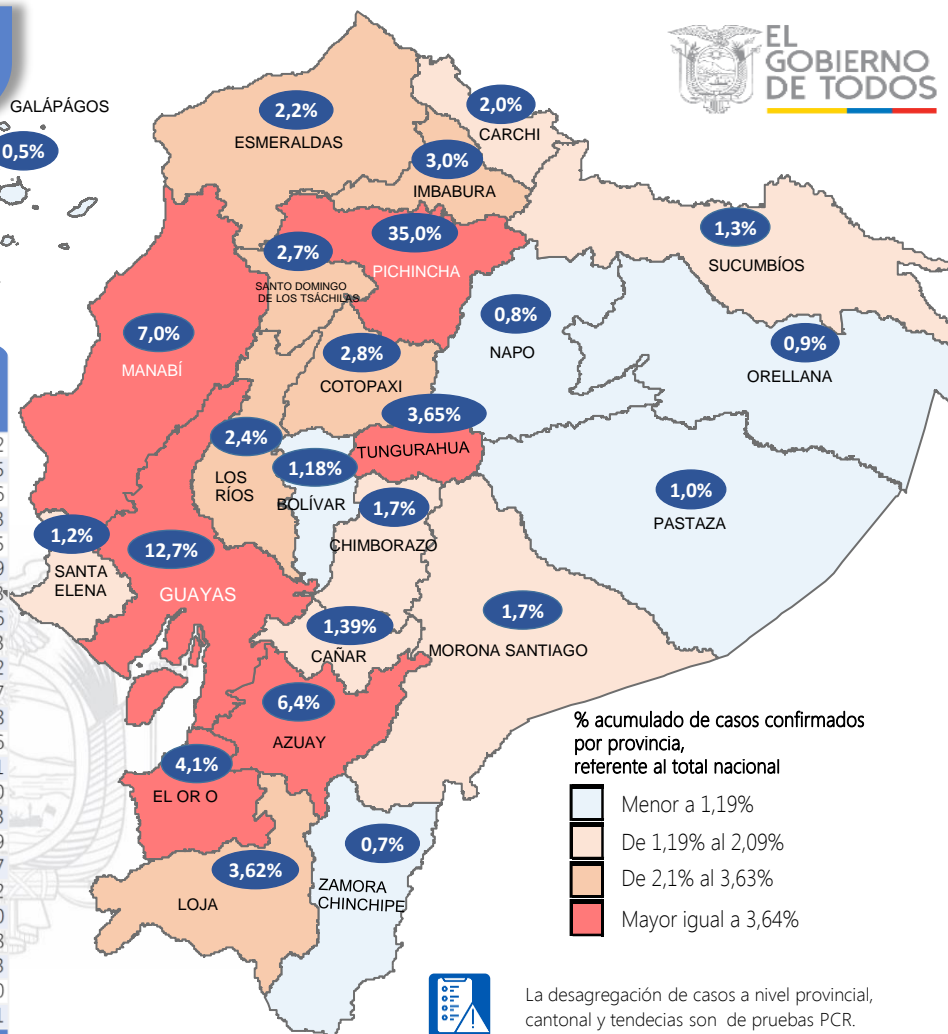 EL
GOBIERNO
DE TODOS
GALÁPÁGOS
0,5%
2,2%
ESMERALDAS
2,0%
CARCHI
3,0%
IMBABURA
1,3%
SUCUMBÍOS
35,0%
PICHINCHA
2,7%
SANTO DOMINGO
DE LOS TSÁCHILAS
0,8%
NAPO
0,9%
ORELLANA
7,0%
MANABÍ
2,8%
COTOPAXI
3,65%
TUNGURAHUA
2,4%
LOS
RÍOS
1,18%
BOLÍVAR
1,7%
CHIMBORAZO
1,0%
PASTAZA
1,2%
SANTA
ELENA
12,7%
GUAYAS
1,39%
CAÑAR
1,7%
MORONA SANTIAGO
6,4%
AZUAY
4,1%
EL OR O
3,62%
LOJA
0,7%
ZAMORA
CHINCHIPE
% acumulado de casos confirmados
por provincia,
referente al total nacional
Menor a 1,19%
De 1,19% al 2,09%
De 2,1% al 3,63%
Mayor igual a 3,64%
La desagregación de casos a nivel provincial,
cantonal y tendecias son de pruebas PCR.